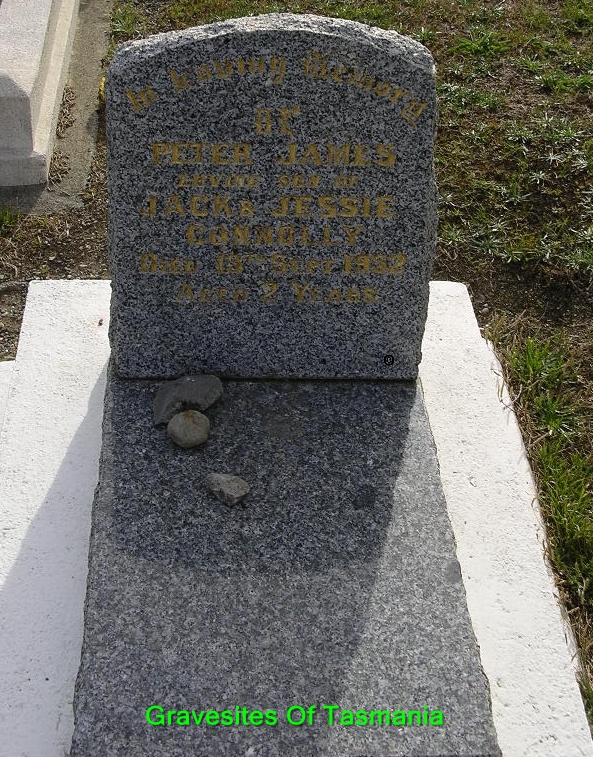 In Loving Memory
OF
PETER JAMES
LOVING SON OF
JACK & JESSIE
CONNOLLY
DIED 13TH SEPT 1952
AGED 2 YEARS
©
Gravesites Of Tasmania